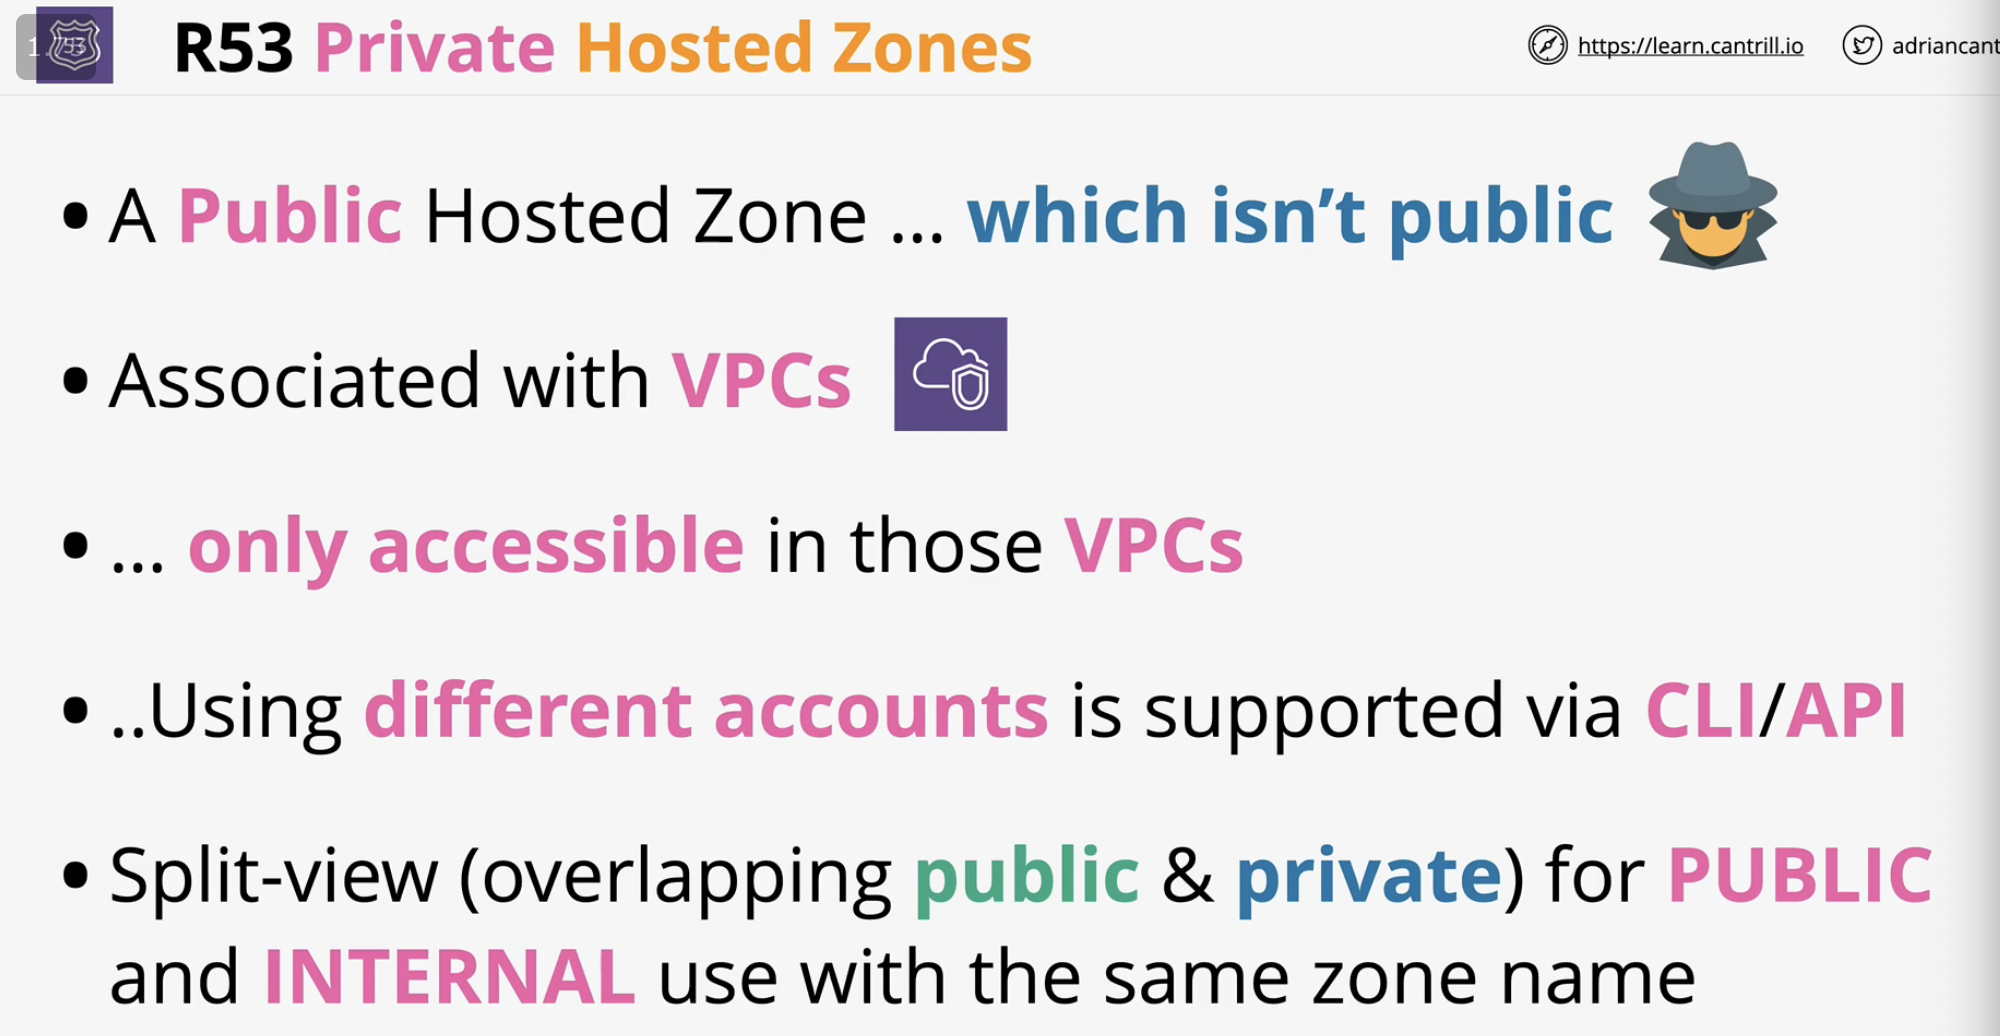 R53 Private Hosted Zones
https://learn.cantrill.io
adriancant
• A Public Hosted Zone ... which isn’t public
• Associated with VPCs
• ... only accessible in those VPCs
• ..Using different accounts is supported via CLI/API
• Split-view (overlapping public & private) for PUBLIC
and INTERNAL use with the same zone name